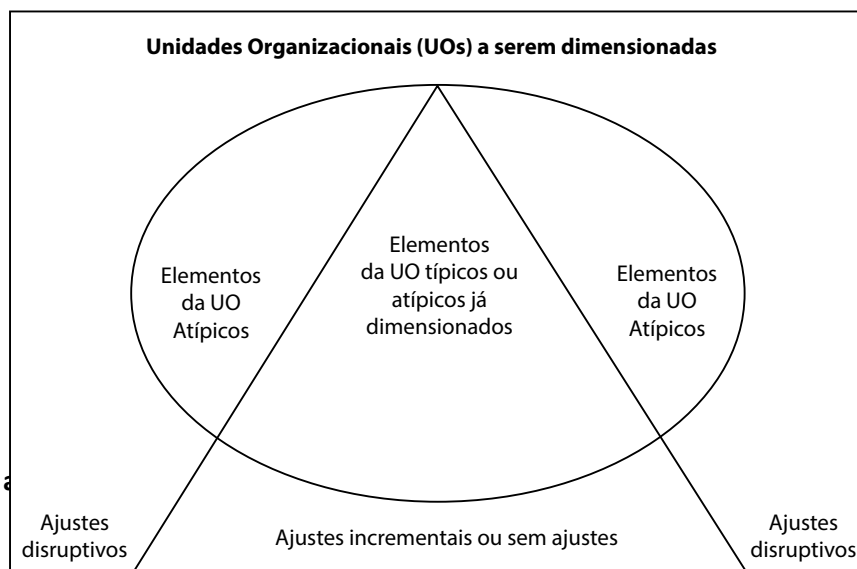 Unidades Organizacionais (UOs) a serem dimensionadas
Elementos
da UO
Atípicos
Elementos
da UO típicos ou
atípicos já
dimensionados
Elementos
da UO
Atípicos
Ajustes
disruptivos
Ajustes incrementais ou sem ajustes
Ajustes
disruptivos